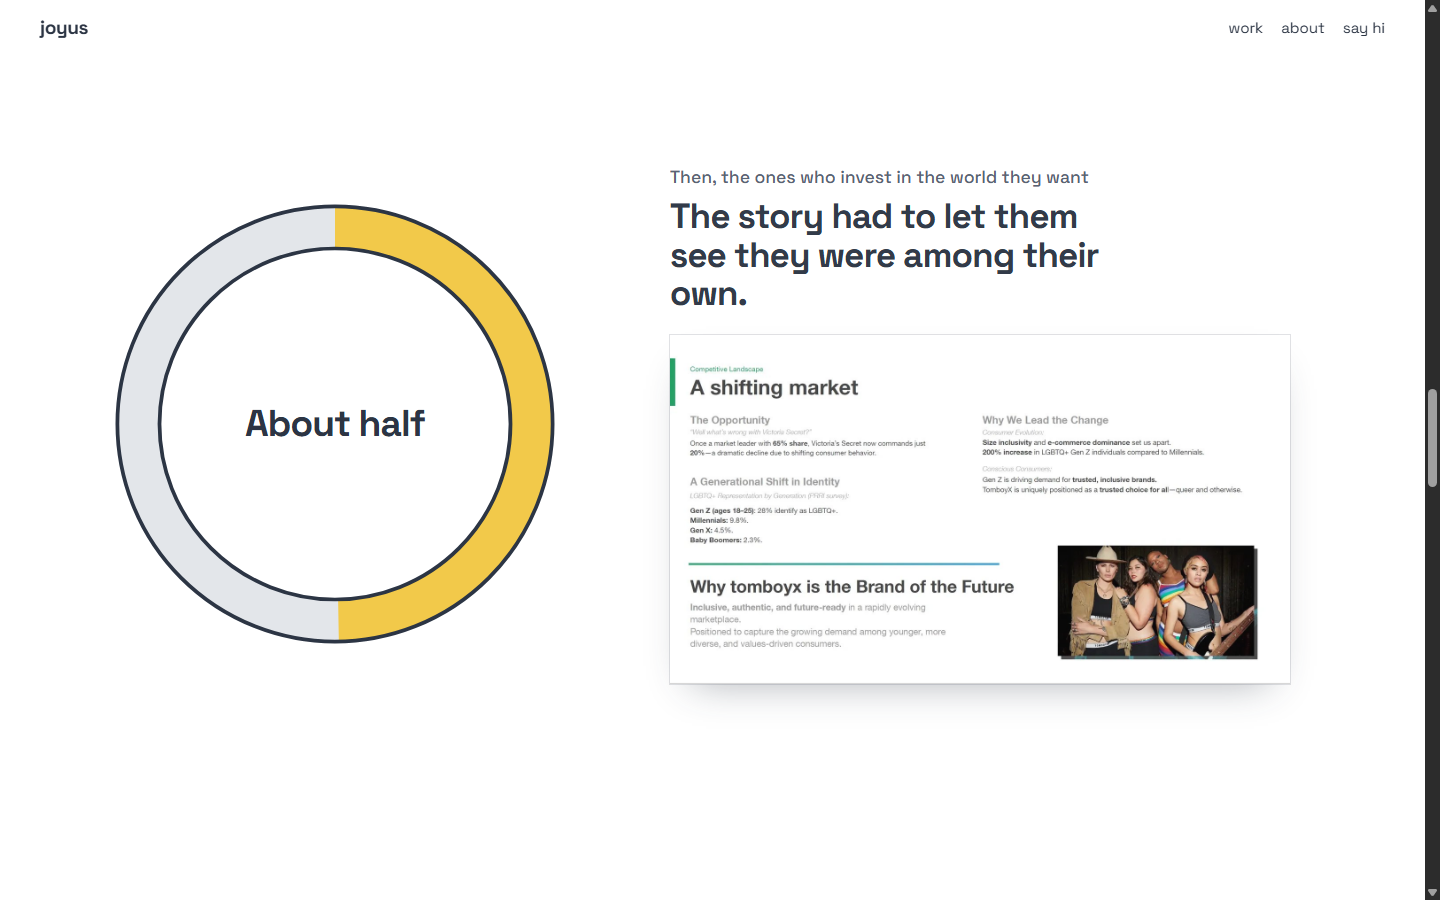 joyus
work about say hi
Then, the ones who invest in the world they want
The story had to let them
see they were among their
own.
About half
Competitive Landscape
A shifting market
The Opportunity
"Well what's wrong with Victoria Secret?"
Once a market leader with 65% share, Victoria's Secret now commands just
20%—a dramatic decline due to shifting consumer behavior.
A Generational Shift in Identity
LGBTQ+ Representation by Generation (PRRI survey):
Gen Z (ages 18–25): 28% identify as LGBTQ+.
Millennials: 9.8%.
Gen X: 4.5%.
Baby Boomers: 2.3%.
Why We Lead the Change
Consumer Evolution:
Size inclusivity and e-commerce dominance set us apart.
200% increase in LGBTQ+ Gen Z individuals compared to Millennials.
Conscious Consumers:
Gen Z is driving demand for trusted, inclusive brands.
TomboyX is uniquely positioned as a trusted choice for all—queer and otherwise.
Why tomboyx is the Brand of the Future
Inclusive, authentic, and future-ready in a rapidly evolving
marketplace.
Positioned to capture the growing demand among younger, more
diverse, and values-driven consumers.